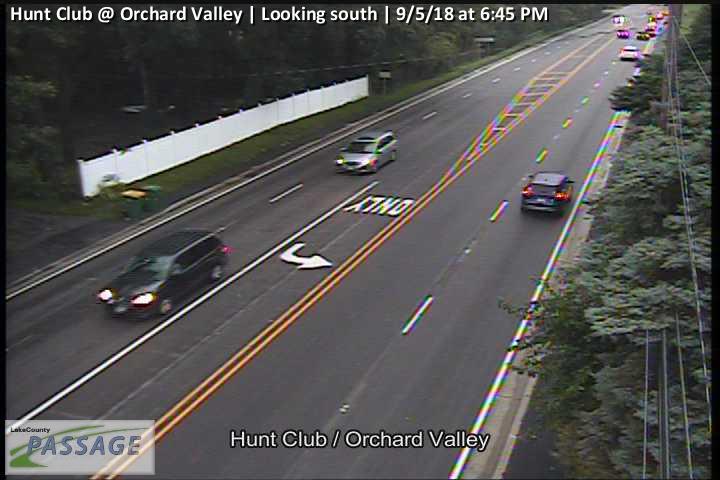 Hunt Club @ Orchard Valley | Looking south | 9/5/18 at 6:45 PM
ONLY
LakeCounty
PASSAGE
Hunt Club / Orchard Valley